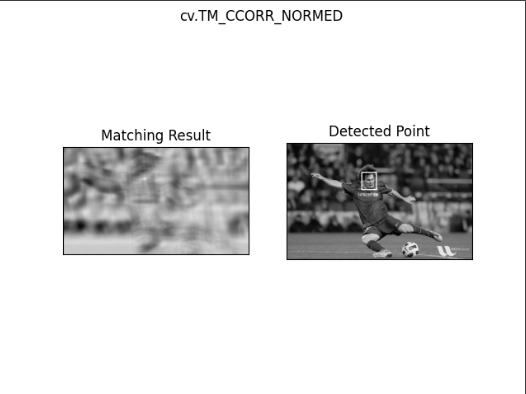 cv.TM_CCORR_NORMED
Matching Result
Detected Point